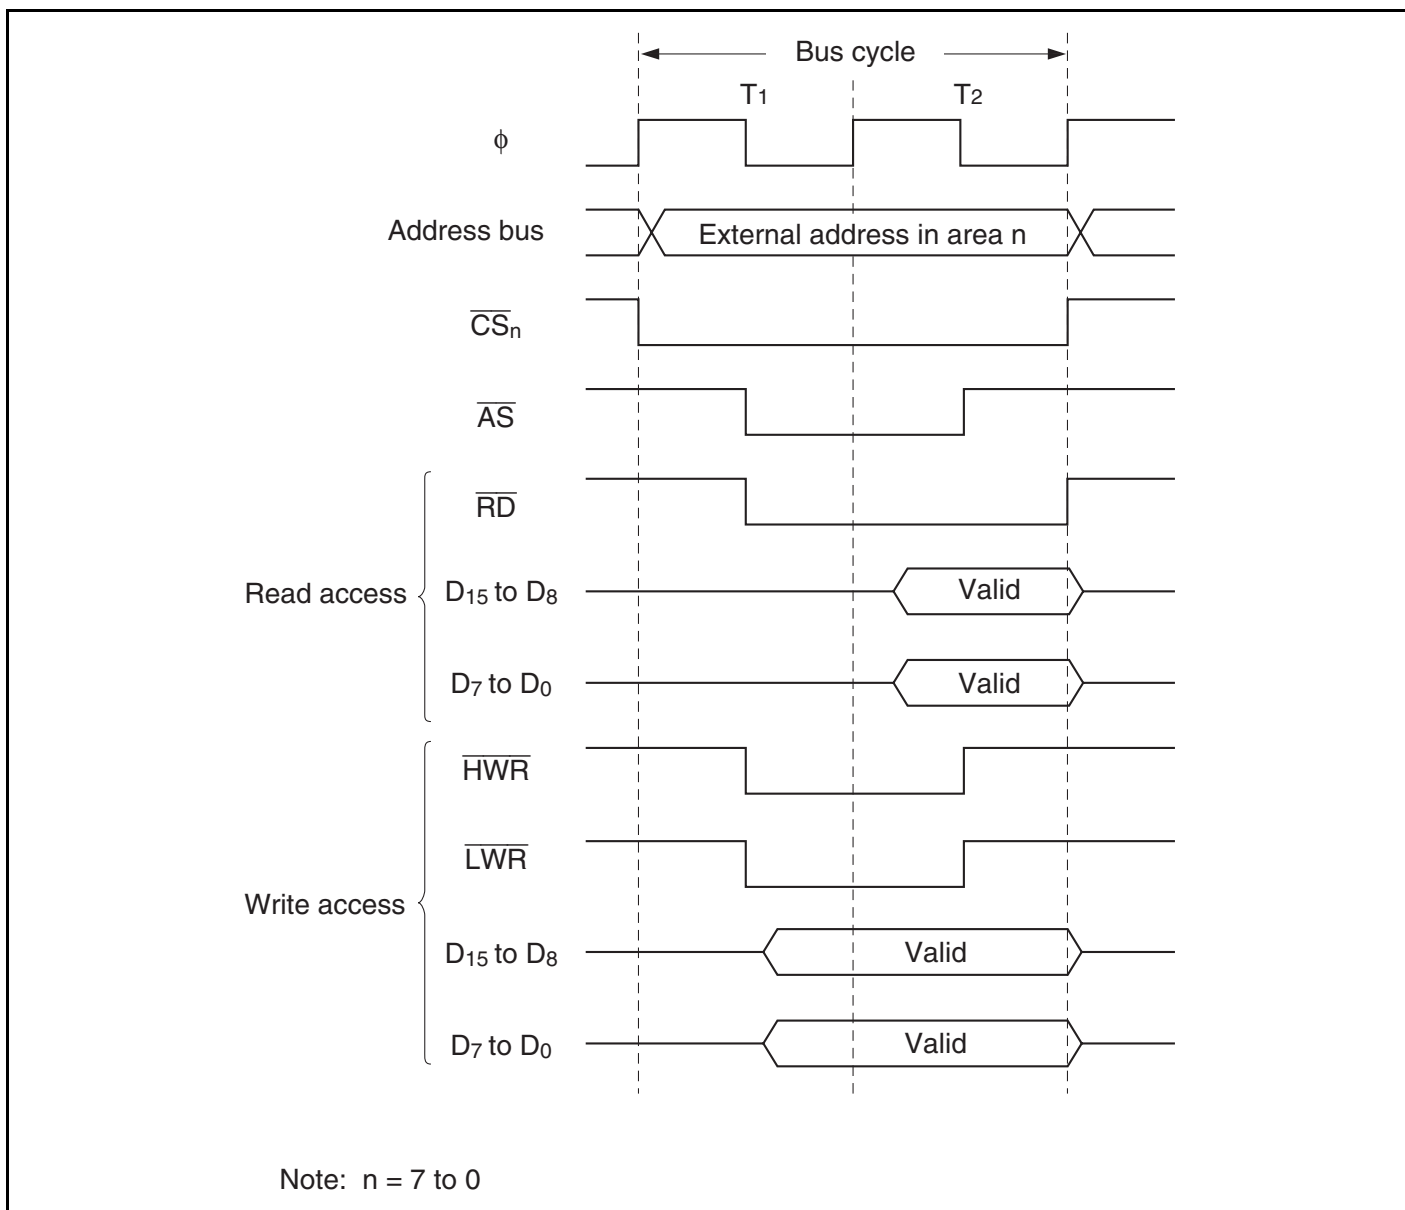 Bus cycle
T1 T2
ϕ
Address bus External address in area n
CSn
AS
RD
Read access
D15 to D8 Valid
D7 to D0 Valid
HWR
LWR
Write access
D15 to D8 Valid
D7 to D0 Valid
Note: n = 7 to 0